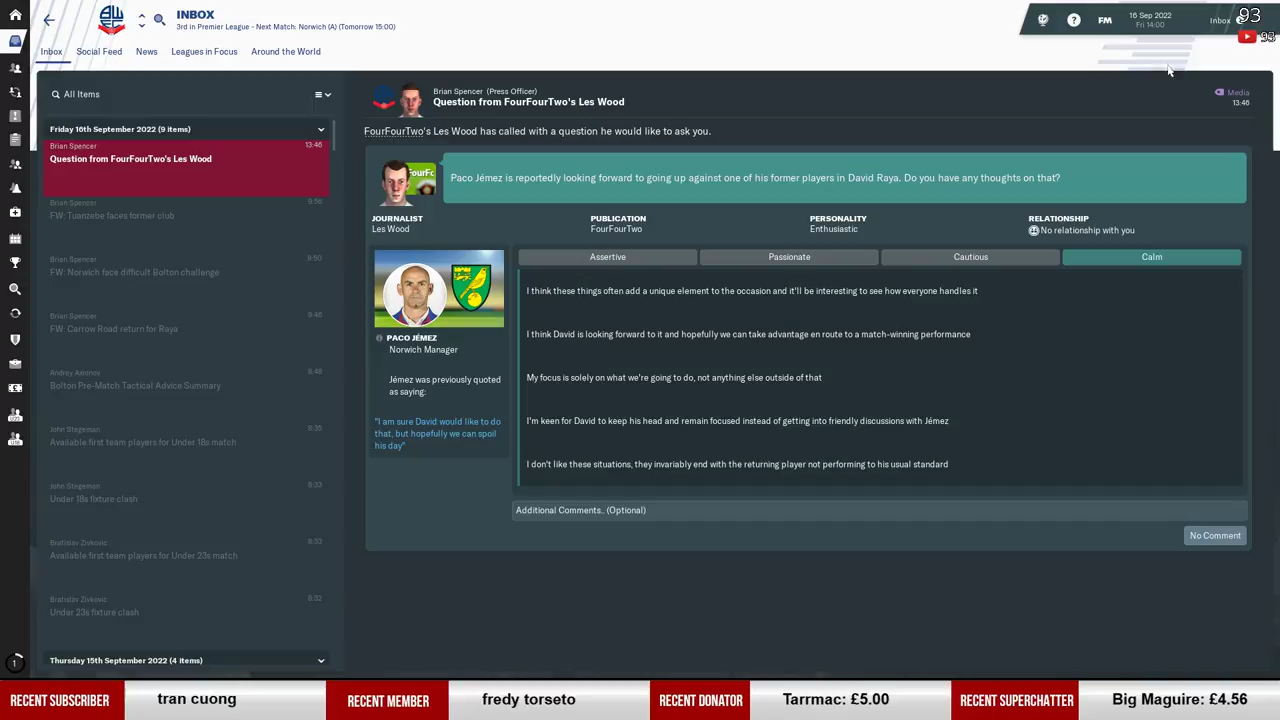 INBOX
3rd in Premier League - Next Match: Norwich (A) (Tomorrow 15:00)
FM
16 Sep 2022
Fri 14:00
Inbox
93
93
Inbox
Social Feed
News
Leagues in Focus
Around the World
All Items
Friday 16th September 2022 (9 items)
Brian Spencer
13:46
Question from FourFourTwo's Les Wood
Brian Spencer
9:56
FW: Tuanzebe faces former club
Brian Spencer
9:50
FW: Norwich face difficult Bolton challenge
Brian Spencer
9:46
FW: Carrow Road return for Raya
Andrey Axionov
8:48
Bolton Pre-Match Tactical Advice Summary
John Stegeman
8:35
Available first team players for Under 18s match
John Stegeman
8:33
Under 18s fixture clash
Bratislav Zivkovic
8:32
Available first team players for Under 23s match
Bratislav Zivkovic
8:32
Under 23s fixture clash
Thursday 15th September 2022 (4 items)
Brian Spencer (Press Officer)
Question from FourFourTwo's Les Wood
Media
13:46
FourFourTwo's Les Wood has called with a question he would like to ask you.
Paco Jémez is reportedly looking forward to going up against one of his former players in David Raya. Do you have any thoughts on that?
JOURNALIST
Les Wood
PUBLICATION
FourFourTwo
PERSONALITY
Enthusiastic
RELATIONSHIP
No relationship with you
PACO JÉMEZ
Norwich Manager
Jémez was previously quoted
as saying:
"I am sure David would like to do
that, but hopefully we can spoil
his day"
Assertive
Passionate
Cautious
Calm
I think these things often add a unique element to the occasion and it'll be interesting to see how everyone handles it
I think David is looking forward to it and hopefully we can take advantage en route to a match-winning performance
My focus is solely on what we're going to do, not anything else outside of that
I'm keen for David to keep his head and remain focused instead of getting into friendly discussions with Jémez
I don't like these situations, they invariably end with the returning player not performing to his usual standard
Additional Comments.. (Optional)
No Comment
1
RECENT SUBSCRIBER
tran cuong
RECENT MEMBER
fredy torseto
RECENT DONATOR
Tarrmac: £5.00
RECENT SUPERCHATTER
Big Maguire: £4.56